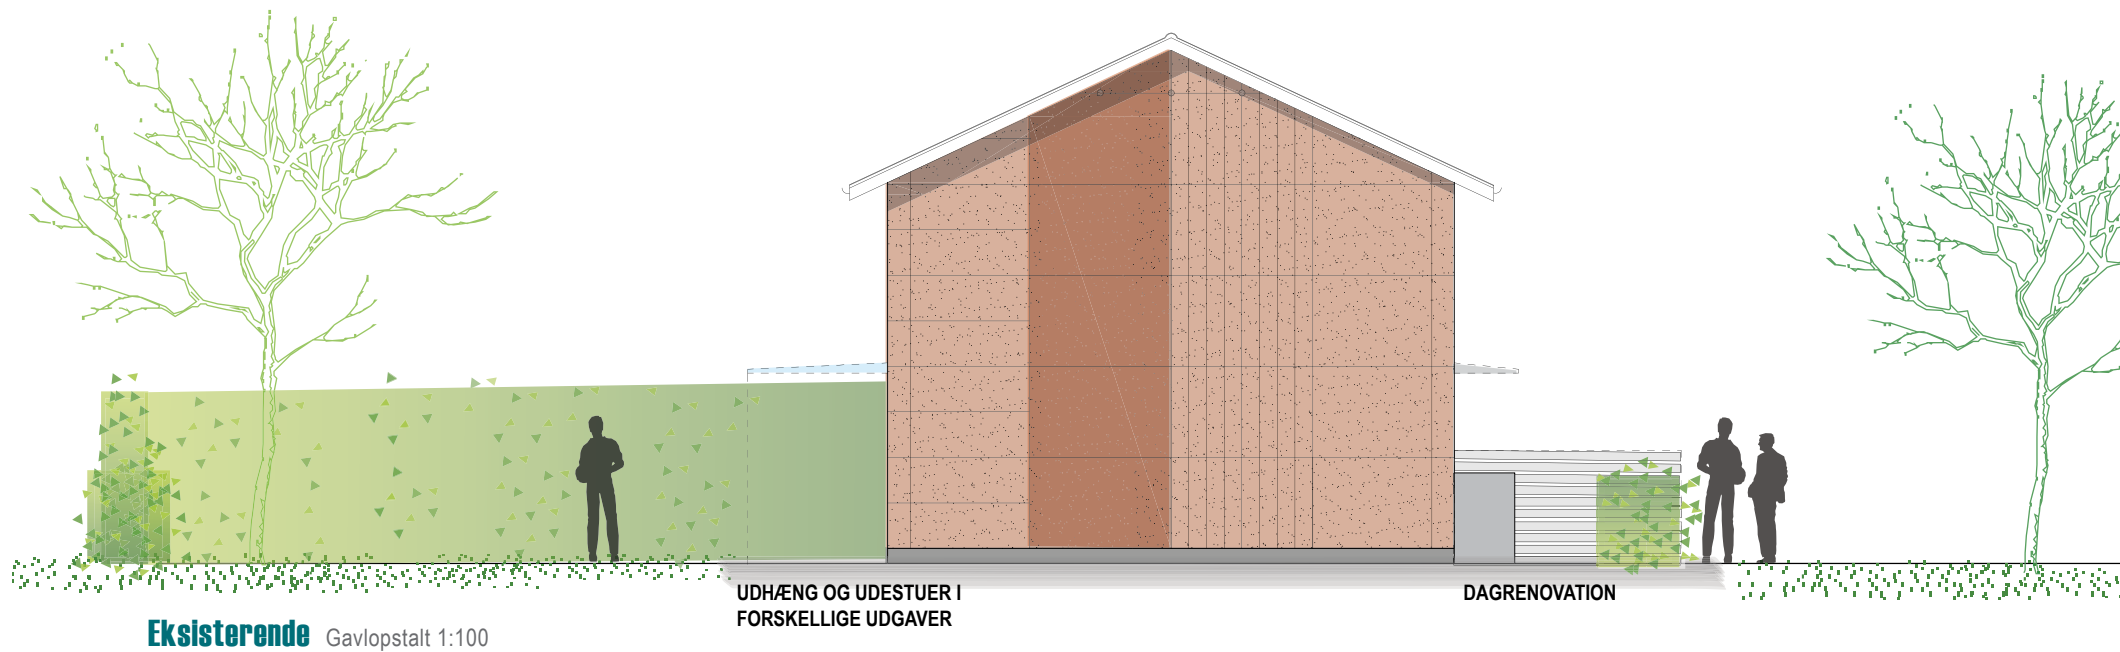 UDHÆNG OG UDESTUER I
FORSKELLIGE UDGAVER
DAGRENOVATION
Eksisterende Gavlopstalt 1:100